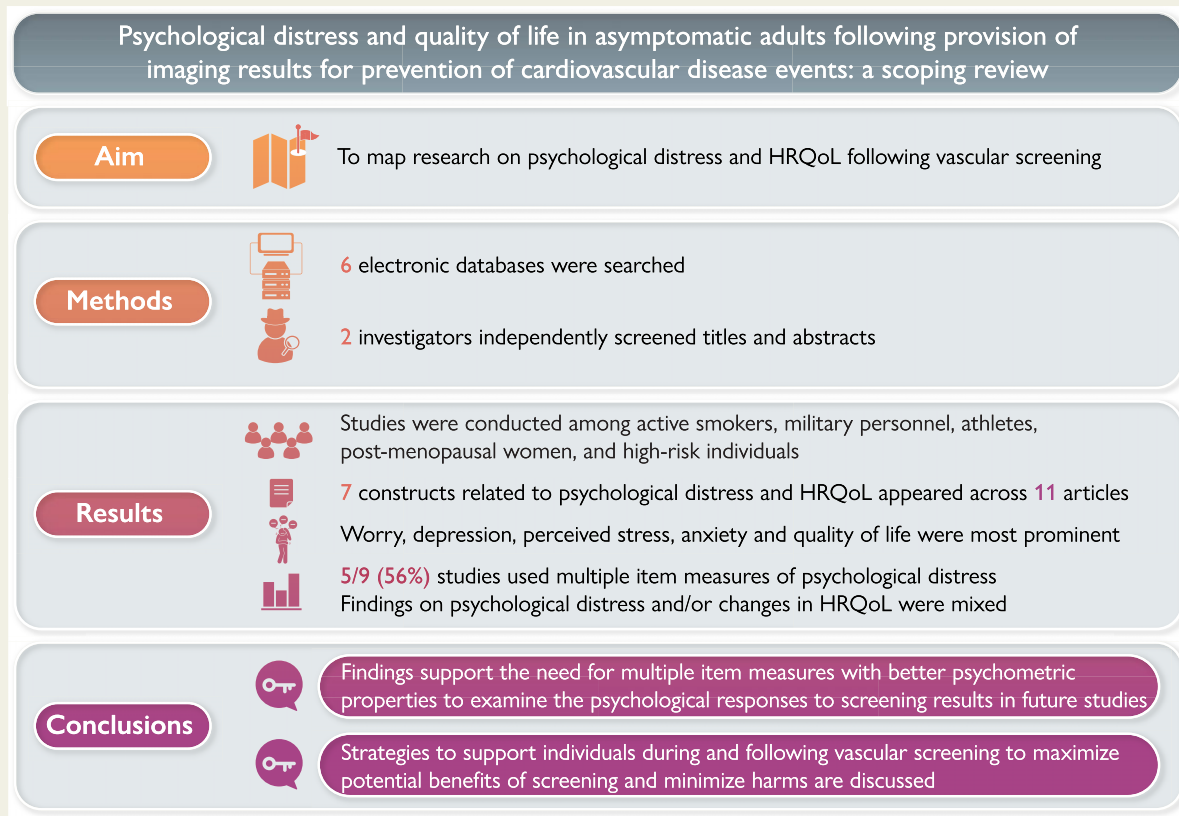 Psychological distress and quality of life in asymptomatic adults following provision of
imaging results for prevention of cardiovascular disease events: a scoping review
Aim
To map research on psychological distress and HRQoL following vascular screening
Methods
6 electronic databases were searched
2 investigators independently screened titles and abstracts
Results
Studies were conducted among active smokers, military personnel, athletes,
post-menopausal women, and high-risk individuals
7 constructs related to psychological distress and HRQoL appeared across 11 articles
Worry, depression, perceived stress, anxiety and quality of life were most prominent
5/9 (56%) studies used multiple item measures of psychological distress
Findings on psychological distress and/or changes in HRQoL were mixed
Conclusions
Findings support the need for multiple item measures with better psychometric
properties to examine the psychological responses to screening results in future studies
Strategies to support individuals during and following vascular screening to maximize
potential benefits of screening and minimize harms are discussed